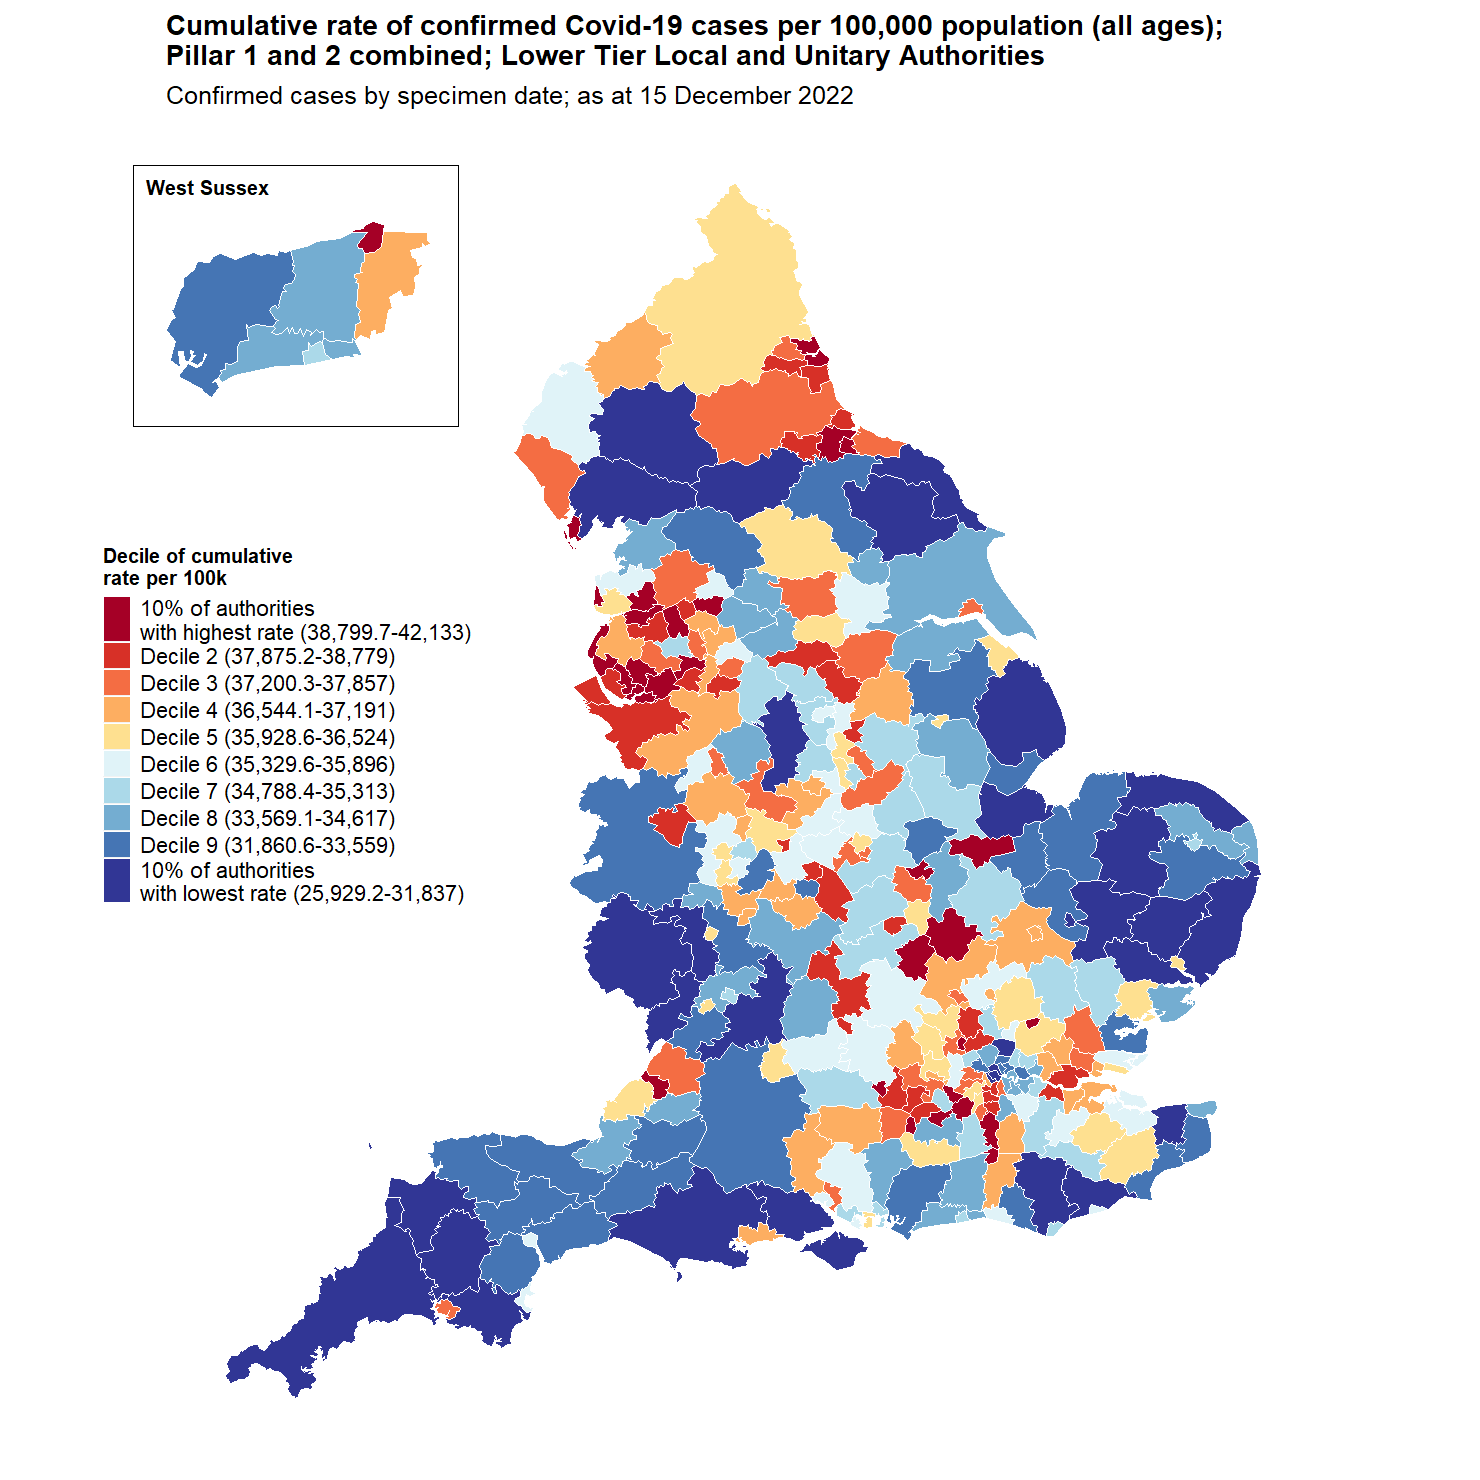 Cumulative rate of confirmed Covid-19 cases per 100,000 population (all ages);
Pillar 1 and 2 combined; Lower Tier Local and Unitary Authorities
Confirmed cases by specimen date; as at 15 December 2022
West Sussex
Decile of cumulative
rate per 100k
10% of authorities
with highest rate (38,799.7-42,133)
Decile 2 (37,875.2-38,779)
Decile 3 (37,200.3-37,857)
Decile 4 (36,544.1-37,191)
Decile 5 (35,928.6-36,524)
Decile 6 (35,329.6-35,896)
Decile 7 (34,788.4-35,313)
Decile 8 (33,569.1-34,617)
Decile 9 (31,860.6-33,559)
10% of authorities
with lowest rate (25,929.2-31,837)